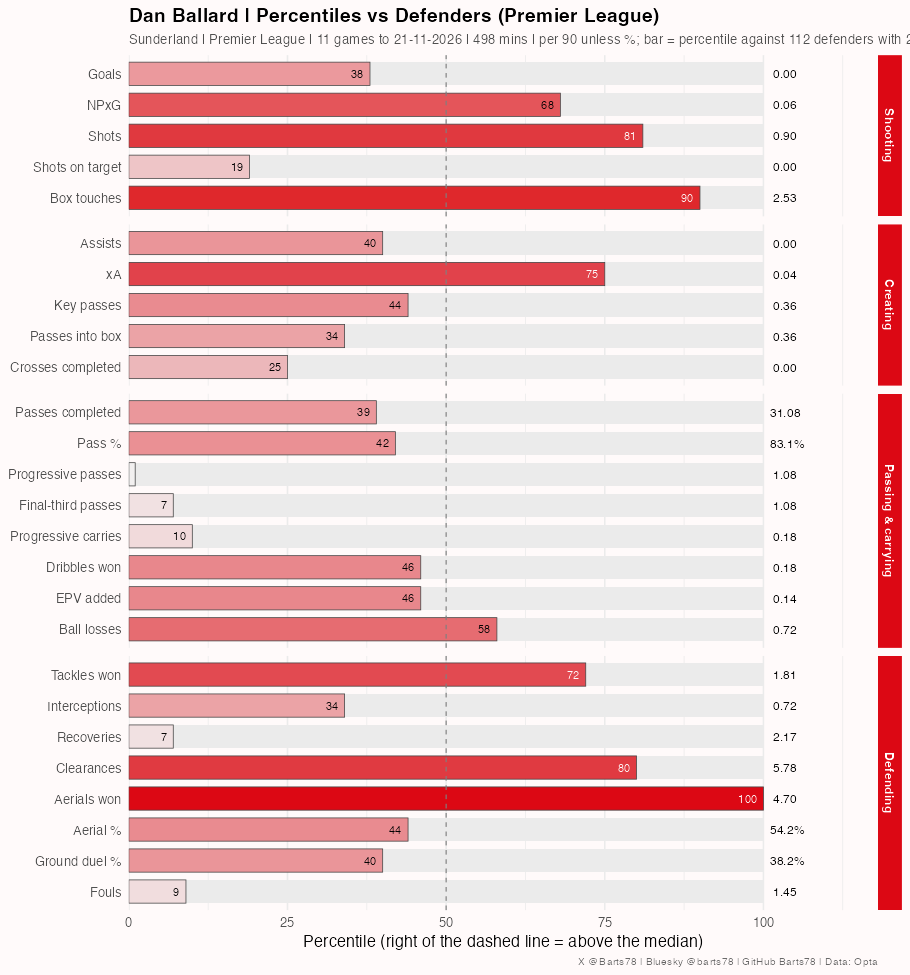 Dan Ballard | Percentiles vs Defenders (Premier League)
Sunderland | Premier League | 11 games to 21-11-2026 | 498 mins | per 90 unless %; bar = percentile against 112 defenders with 2
Goals 38 0.00
NPxG 68 0.06
Shots 81 0.90
Shots on target 19 0.00
Box touches 90 2.53
Shooting
Assists 40 0.00
xA 75 0.04
Key passes 44 0.36
Passes into box 34 0.36
Crosses completed 25 0.00
Creating
Passes completed 39 31.08
Pass % 42 83.1%
Progressive passes 1.08
Final-third passes 7 1.08
Progressive carries 10 0.18
Dribbles won 46 0.18
EPV added 46 0.14
Ball losses 58 0.72
Passing & carrying
Tackles won 72 1.81
Interceptions 34 0.72
Recoveries 7 2.17
Clearances 80 5.78
Aerials won 100 4.70
Aerial % 44 54.2%
Ground duel % 40 38.2%
Fouls 9 1.45
Defending
0 25 50 75 100
Percentile (right of the dashed line = above the median)
X @Barts78 | Bluesky @barts78 | GitHub Barts78 | Data: Opta